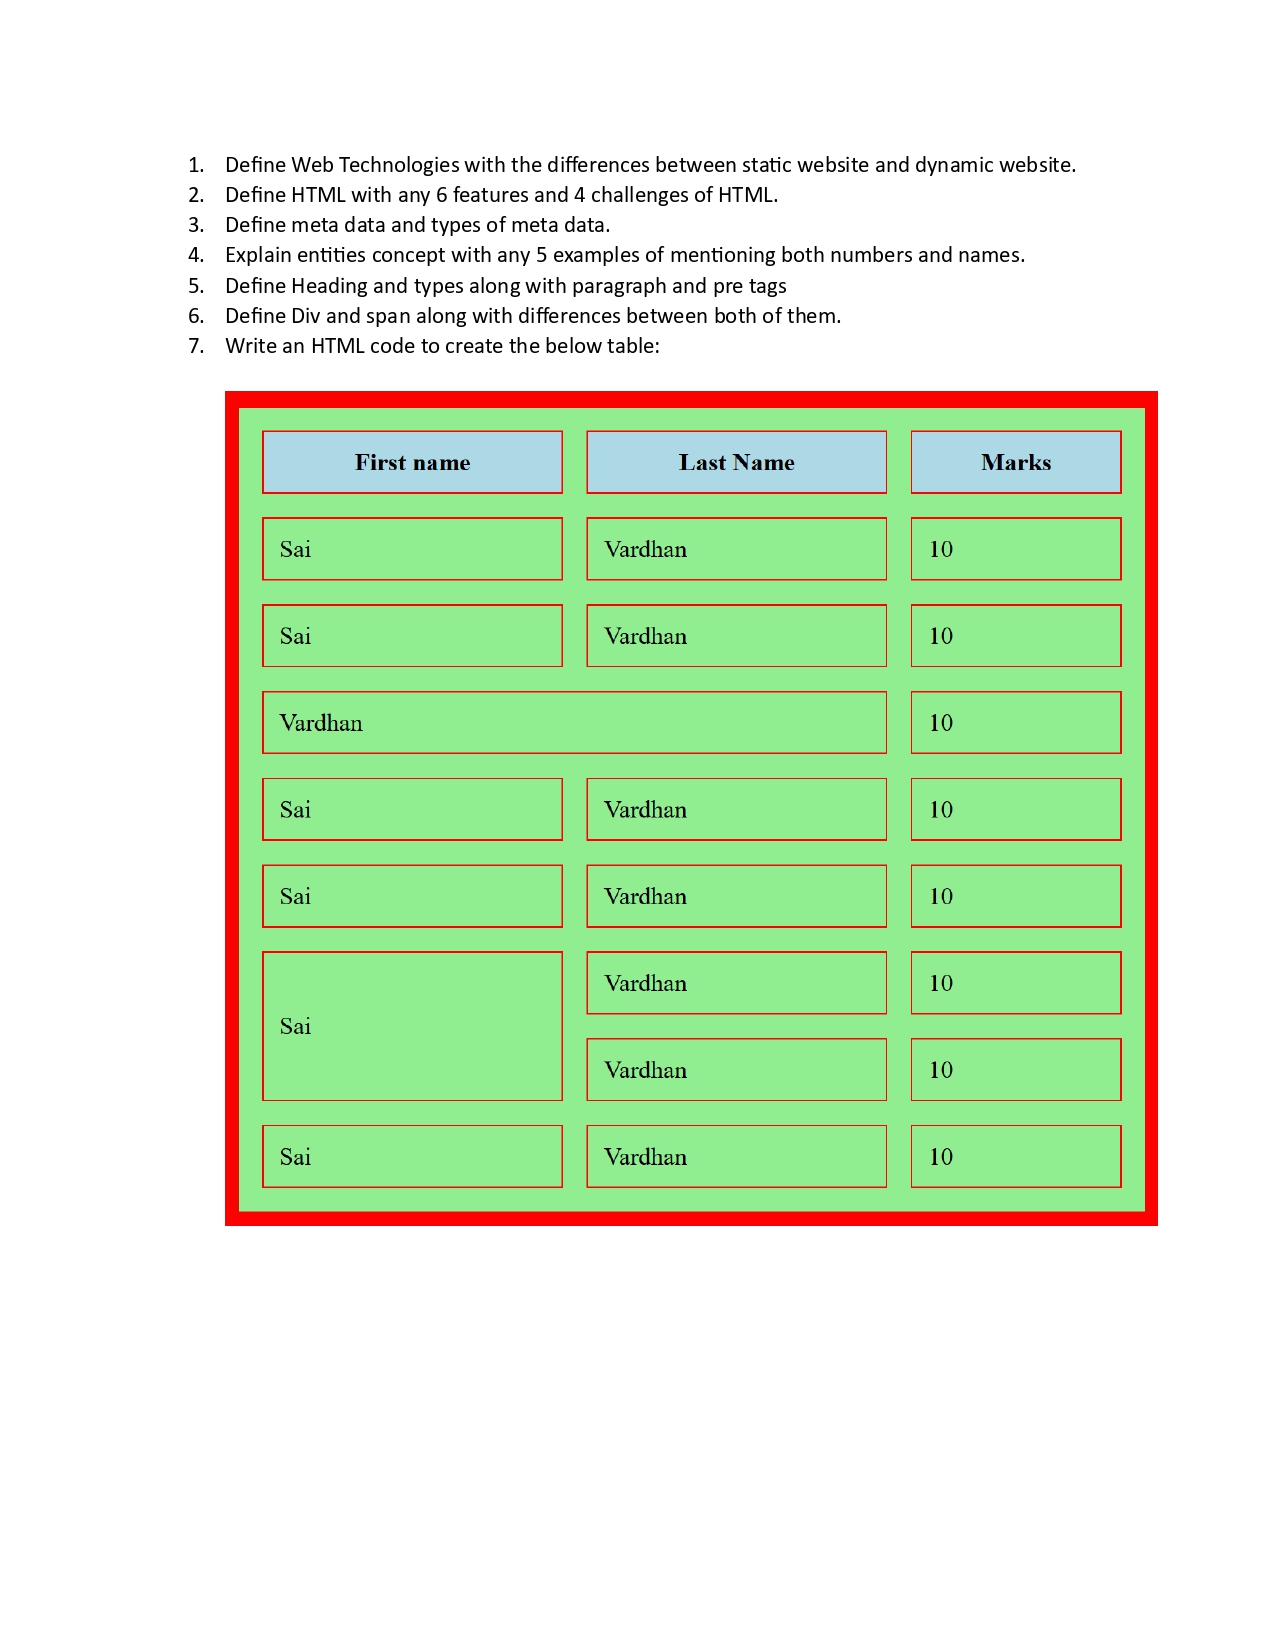 1. Define Web Technologies with the differences between static website and dynamic website.
2. Define HTML with any 6 features and 4 challenges of HTML.
3. Define meta data and types of meta data.
4. Explain entities concept with any 5 examples of mentioning both numbers and names.
5. Define Heading and types along with paragraph and pre tags
6. Define Div and span along with differences between both of them.
7. Write an HTML code to create the below table:
First name Last Name Marks
Sai Vardhan 10
Sai Vardhan 10
Vardhan 10
Sai Vardhan 10
Sai Vardhan 10
Vardhan 10
Sai
Vardhan 10
Sai Vardhan 10